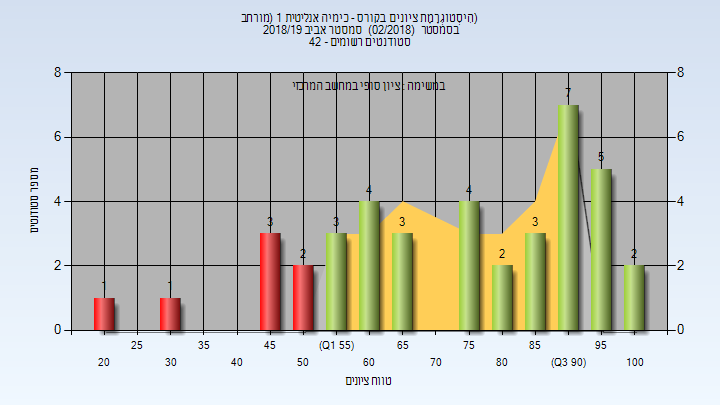 (היסטוגרמת ציונים בקורס - כימיה אנליטית 1 (מורחב
בסמסטר (02/2018) סמסטר אביב 2018/19
סטודנטים רשומים - 42
במשימה : ציון סופי במחשב המרכזי
8 8
7
6 6
5
4 4 4 4
3 3 3 3
2 2 2 2 2
1 1
0 0
מספר סטודנטים
25 35 45 (Q1 55) 65 75 85 95
20 30 40 50 60 70 80 (Q3 90) 100
טווח ציונים